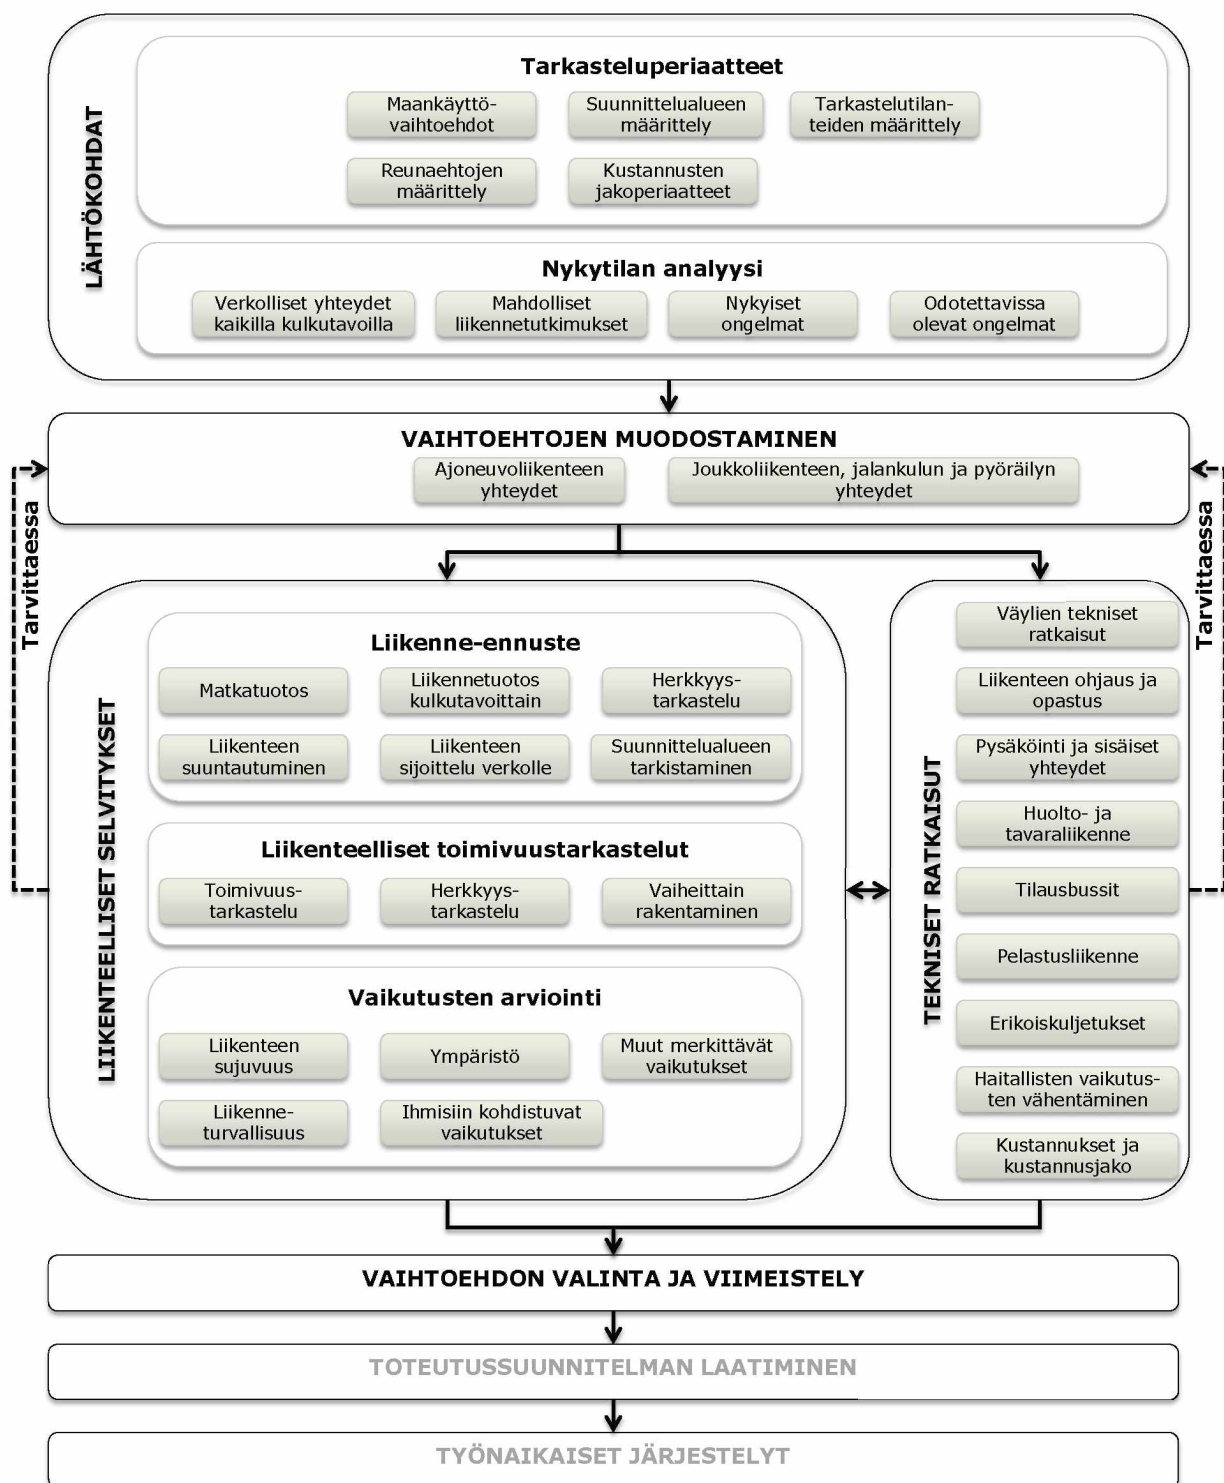 LÄHTÖKOHDAT
Tarkasteluperiaatteet
Maankäyttö-
vaihtoehdot
Suunnittelualueen
määrittely
Tarkastelutilan-
teiden määrittely
Reunaehtojen
määrittely
Kustannusten
jakoperiaatteet
Nykytilan analyysi
Verkolliset yhteydet
kaikilla kulkutavoilla
Mahdolliset
liikennetutkimukset
Nykyiset
ongelmat
Odotettavissa
olevat ongelmat
VAIHTOEHTOJEN MUODOSTAMINEN
Ajoneuvoliikenteen
yhteydet
Joukkoliikenteen, jalankulun ja pyöräilyn
yhteydet
Tarvittaessa
Tarvittaessa
LIIKENTEELLISET SELVITYKSET
Liikenne-ennuste
Matkatuotos
Liikennetuotos
kulkutavoittain
Herkkyys-
tarkastelu
Liikenteen
suuntautuminen
Liikenteen
sijoittelu verkolle
Suunnittelualueen
tarkistaminen
Liikenteelliset toimivuustarkastelut
Toimivuus-
tarkastelu
Herkkyys-
tarkastelu
Vaiheittain
rakentaminen
Vaikutusten arviointi
Liikenteen
sujuvuus
Ympäristö
Muut merkittävät
vaikutukset
Liikenne-
turvallisuus
Ihmisiin kohdistuvat
vaikutukset
TEKNISET RATKAISUT
Väylien tekniset
ratkaisut
Liikenteen ohjaus ja
opastus
Pysäköinti ja sisäiset
yhteydet
Huolto- ja
tavaraliikenne
Tilausbussit
Pelastusliikenne
Erikoiskuljetukset
Haitallisten vaikutus-
ten vähentäminen
Kustannukset ja
kustannusjako
VAIHTOEHDON VALINTA JA VIIMEISTELY
TOTEUTUSSUUNNITELMAN LAATIMINEN
TYÖNAIKAISET JÄRJESTELYT